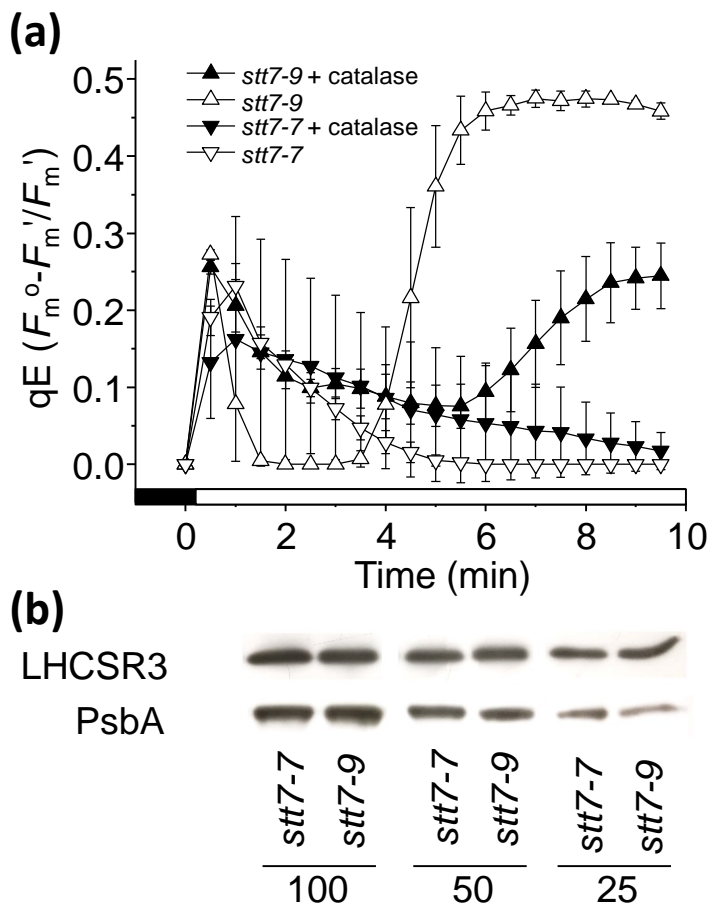 (a)
stt7-9 + catalase
stt7-9
stt7-7 + catalase
stt7-7
0.5
0.4
0.3
0.2
0.1
0.0
qE (Fm°-Fm'/Fm')
0 2 4 6 8 10
Time (min)
(b)
LHCSR3
PsbA
stt7-7 stt7-9 stt7-7 stt7-9 stt7-7 stt7-9
100 50 25